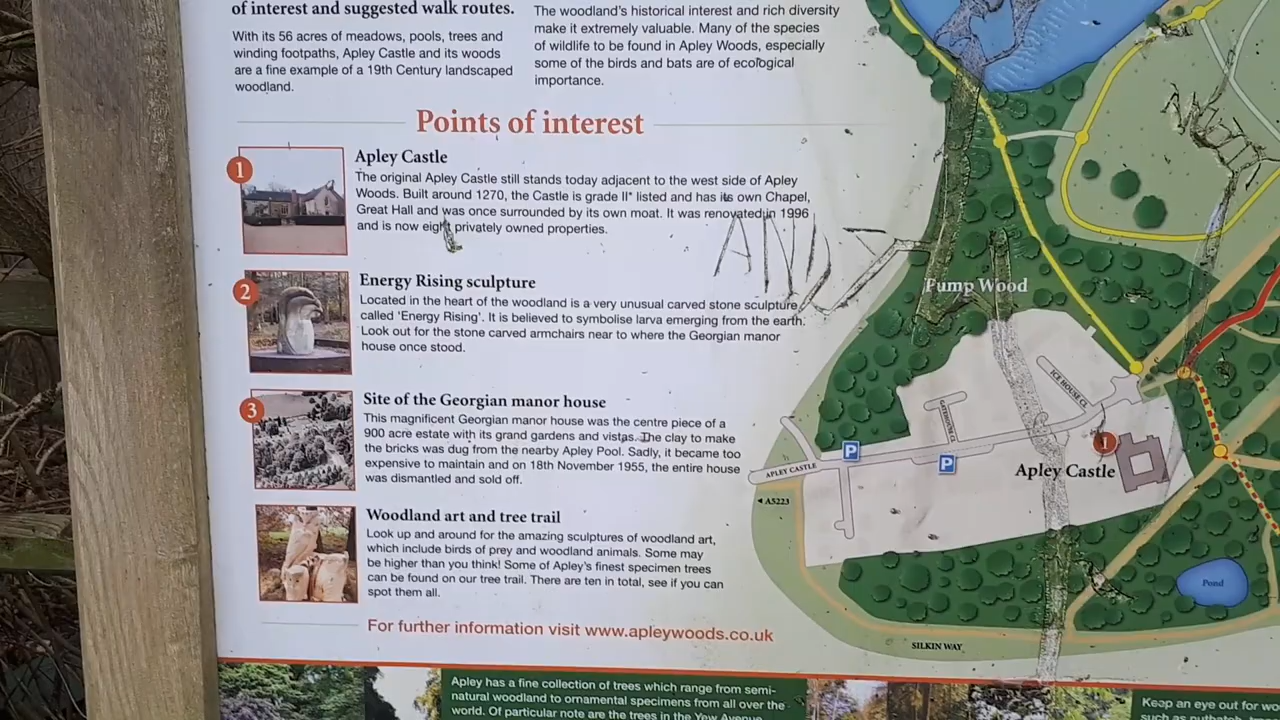 of interest and suggested walk routes.
With its 56 acres of meadows, pools, trees and
winding footpaths, Apley Castle and its woods
are a fine example of a 19th Century landscaped
woodland.
The woodland's historical interest and rich diversity
make it extremely valuable. Many of the species
of wildlife to be found in Apley Woods, especially
some of the birds and bats are of ecological
importance.
Points of interest
1
Apley Castle
The original Apley Castle still stands today adjacent to the west side of Apley
Woods. Built around 1270, the Castle is grade II* listed and has its own Chapel,
Great Hall and was once surrounded by its own moat. It was renovated in 1996
and is now eight privately owned properties.
2
Energy Rising sculpture
Located in the heart of the woodland is a very unusual carved stone sculpture
called 'Energy Rising'. It is believed to symbolise larva emerging from the earth.
Look out for the stone carved armchairs near to where the Georgian manor
house once stood.
3
Site of the Georgian manor house
This magnificent Georgian manor house was the centre piece of a
900 acre estate with its grand gardens and vistas. The clay to make
the bricks was dug from the nearby Apley Pool. Sadly, it became too
expensive to maintain and on 18th November 1955, the entire house
was dismantled and sold off.
Woodland art and tree trail
Look up and around for the amazing sculptures of woodland art,
which include birds of prey and woodland animals. Some may
be higher than you think! Some of Apley's finest specimen trees
can be found on our tree trail. There are ten in total, see if you can
spot them all.
For further information visit www.apleywoods.co.uk
Pump Wood
ICE HOUSE CL
GATEHOUSE CL
P
P
1
Apley Castle
APLEY CASTLE
◄ A5223
Pond
SILKIN WAY
Apley has a fine collection of trees which range from semi-
natural woodland to ornamental specimens from all over the
world. Of particular note are the trees in the Yew Avenue
Keep an eye out for wo
such as nuthatch